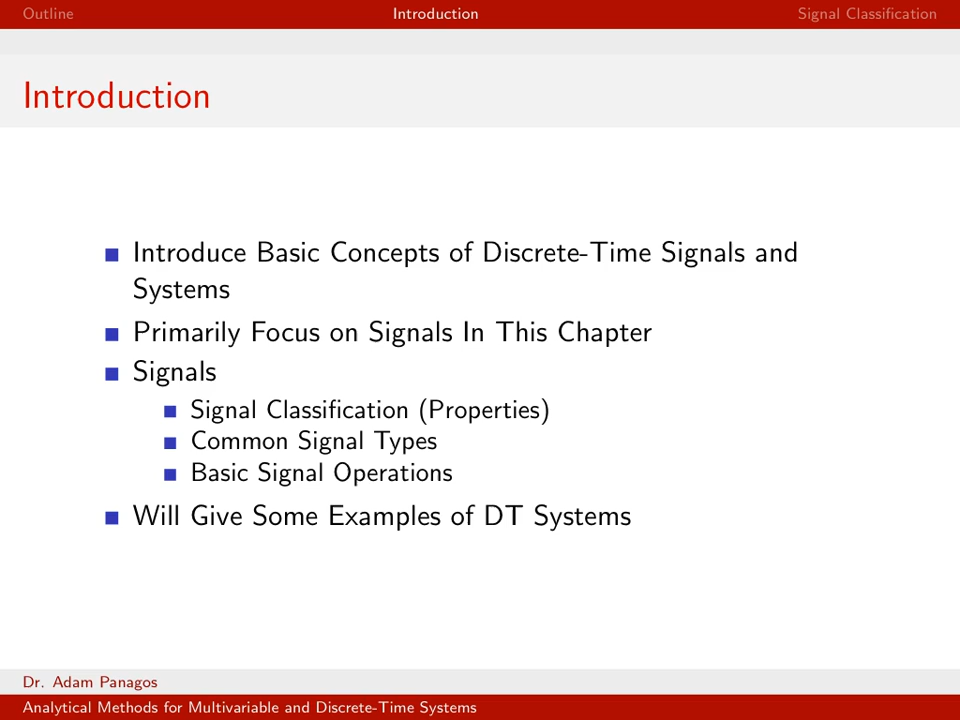 Outline
Introduction
Signal Classification
Introduction
Introduce Basic Concepts of Discrete-Time Signals and
Systems
Primarily Focus on Signals In This Chapter
Signals
Signal Classification (Properties)
Common Signal Types
Basic Signal Operations
Will Give Some Examples of DT Systems
Dr. Adam Panagos
Analytical Methods for Multivariable and Discrete-Time Systems